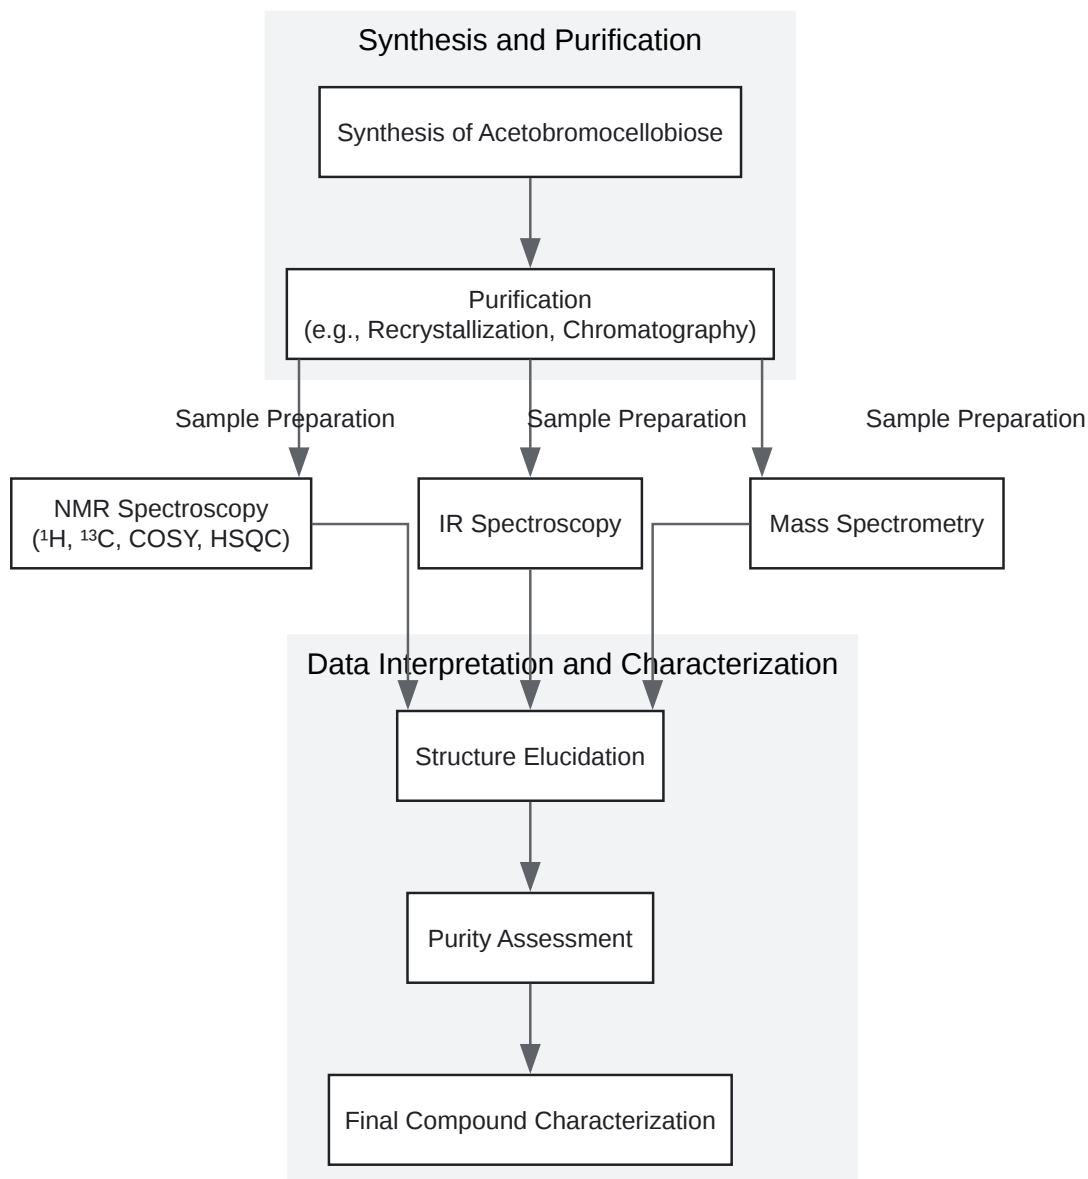 Synthesis and Purification
Synthesis of Acetobromocellobiose
Purification
(e.g., Recrystallization, Chromatography)
Sample Preparation
Sample Preparation
Sample Preparation
NMR Spectroscopy
(¹H, ¹³C, COSY, HSQC)
IR Spectroscopy
Mass Spectrometry
Data Interpretation and Characterization
Structure Elucidation
Purity Assessment
Final Compound Characterization